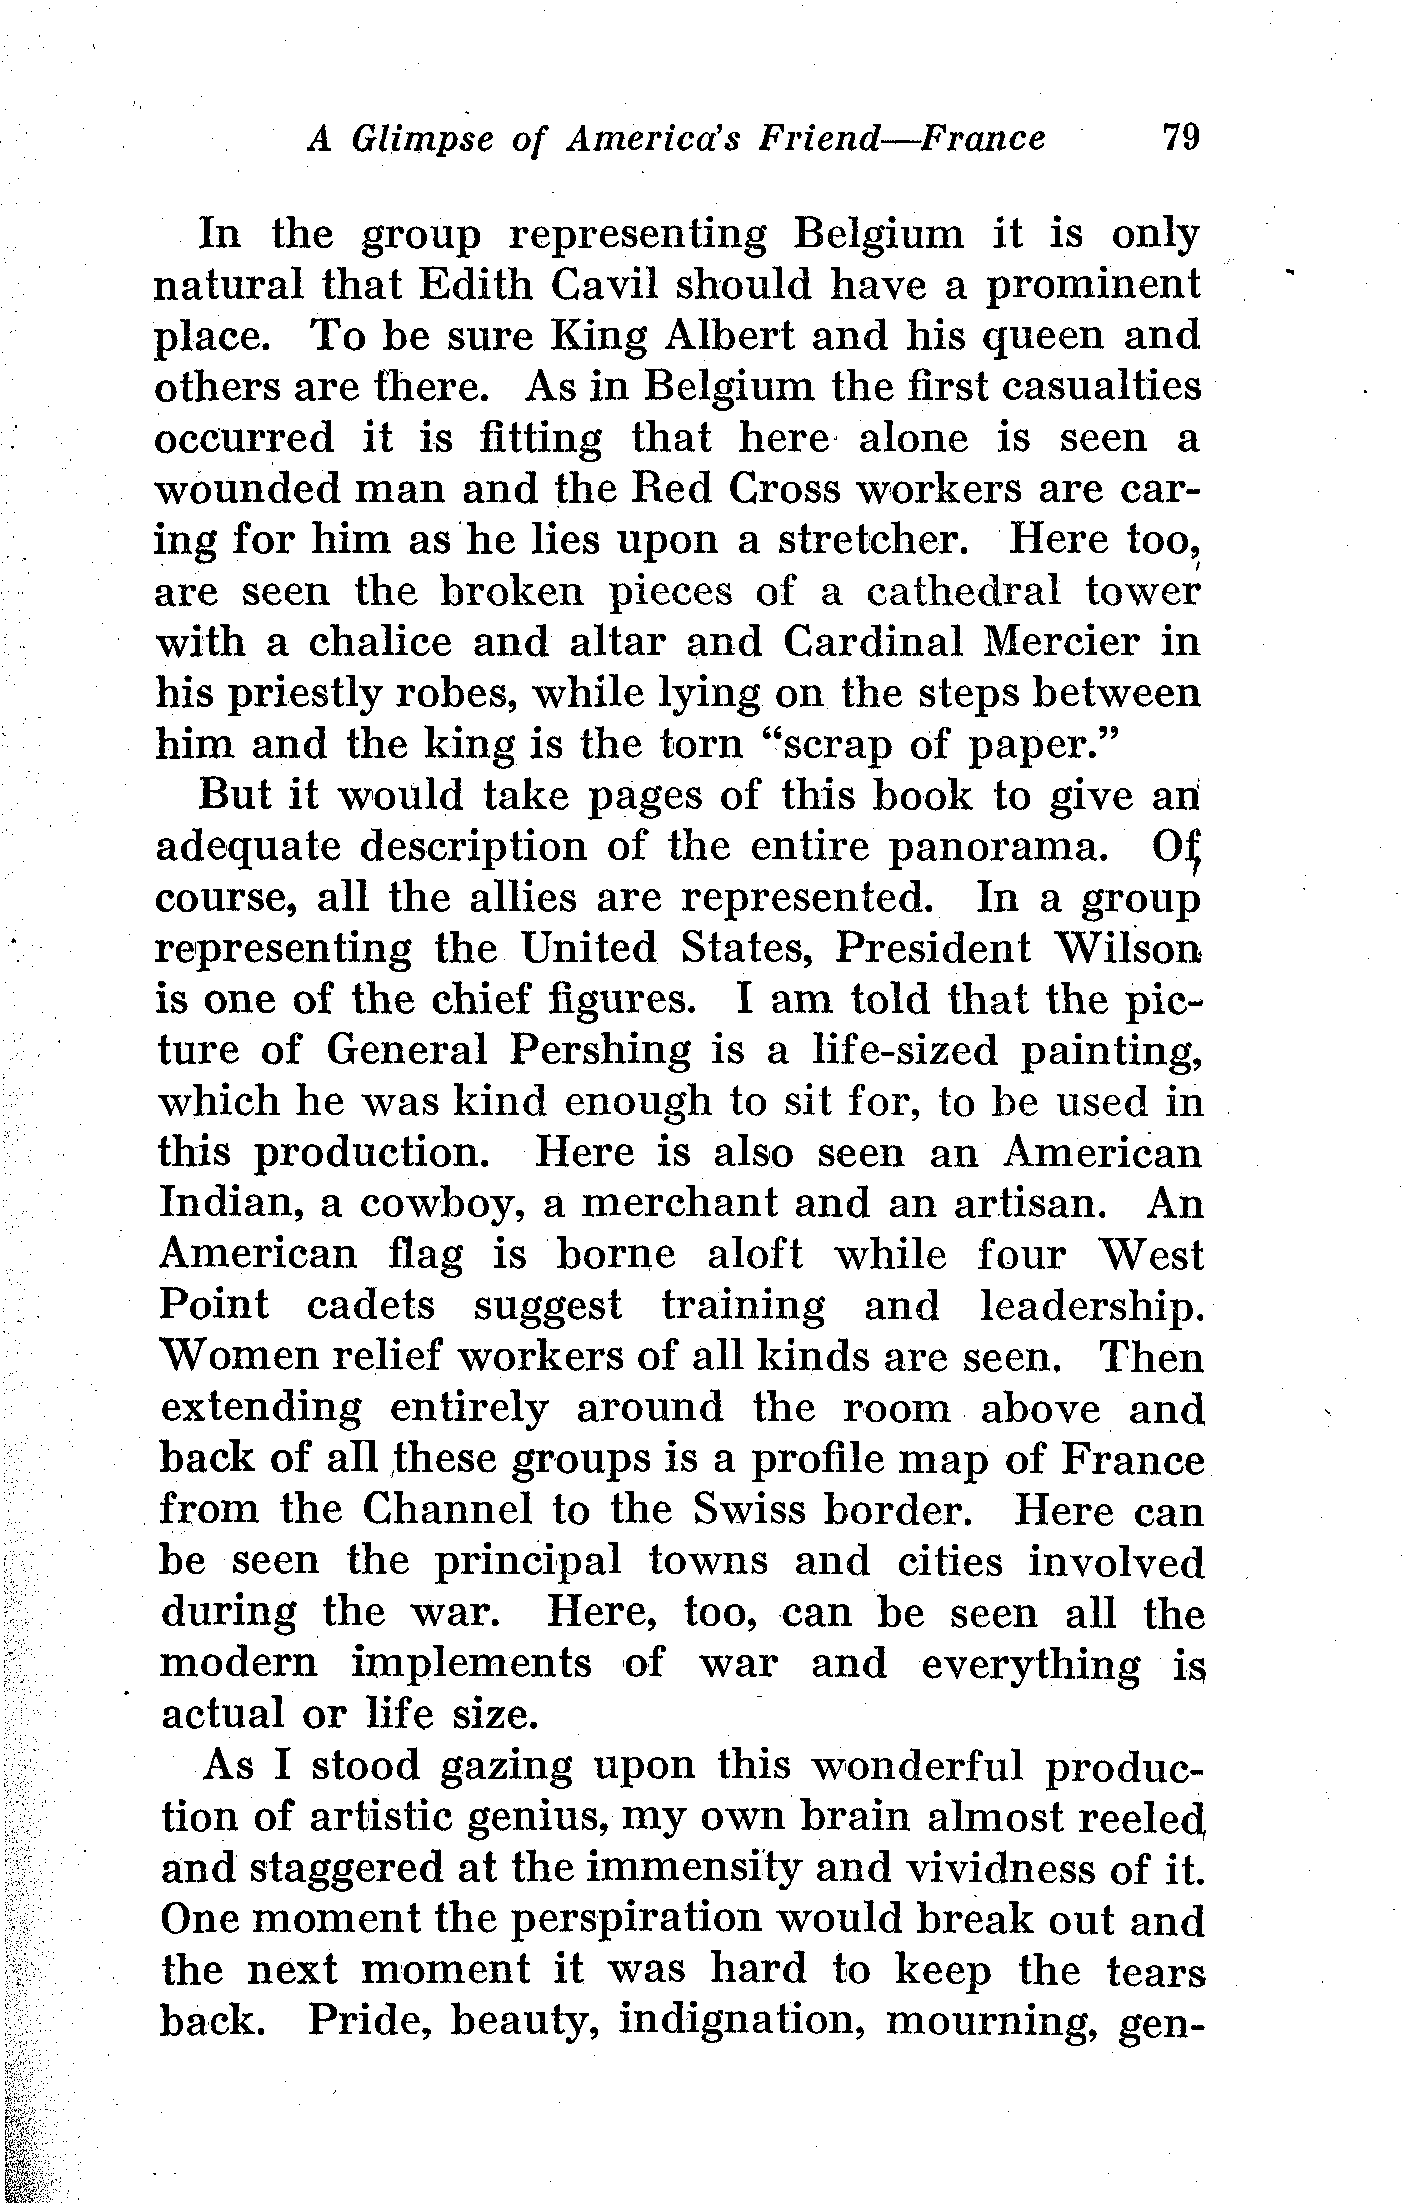 A Glimpse of America's Friend—France 79
In the group representing Belgium it is only
natural that Edith Cavil should have a prominent
place. To be sure King Albert and his queen and
others are there. As in Belgium the first casualties
occurred it is fitting that here alone is seen a
wounded man and the Red Cross workers are car-
ing for him as he lies upon a stretcher. Here too,
are seen the broken pieces of a cathedral tower
with a chalice and altar and Cardinal Mercier in
his priestly robes, while lying on the steps between
him and the king is the torn “scrap of paper.”
But it would take pages of this book to give an
adequate description of the entire panorama. Of
course, all the allies are represented. In a group
representing the United States, President Wilson
is one of the chief figures. I am told that the pic-
ture of General Pershing is a life-sized painting,
which he was kind enough to sit for, to be used in
this production. Here is also seen an American
Indian, a cowboy, a merchant and an artisan. An
American flag is borne aloft while four West
Point cadets suggest training and leadership.
Women relief workers of all kinds are seen. Then
extending entirely around the room above and
back of all these groups is a profile map of France
from the Channel to the Swiss border. Here can
be seen the principal towns and cities involved
during the war. Here, too, can be seen all the
modern implements of war and everything is
actual or life size.
As I stood gazing upon this wonderful produc-
tion of artistic genius, my own brain almost reeled
and staggered at the immensity and vividness of it.
One moment the perspiration would break out and
the next moment it was hard to keep the tears
back. Pride, beauty, indignation, mourning, gen-